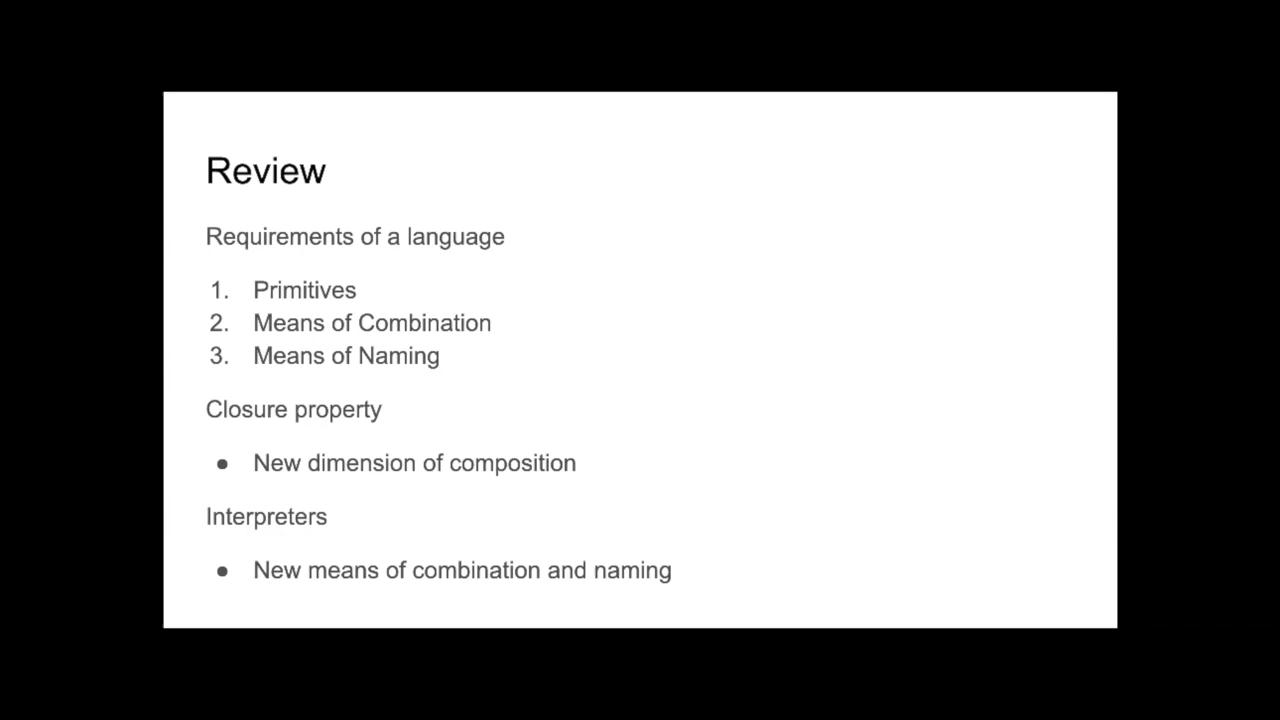 Review
Requirements of a language
1. Primitives
2. Means of Combination
3. Means of Naming
Closure property
● New dimension of composition
Interpreters
● New means of combination and naming